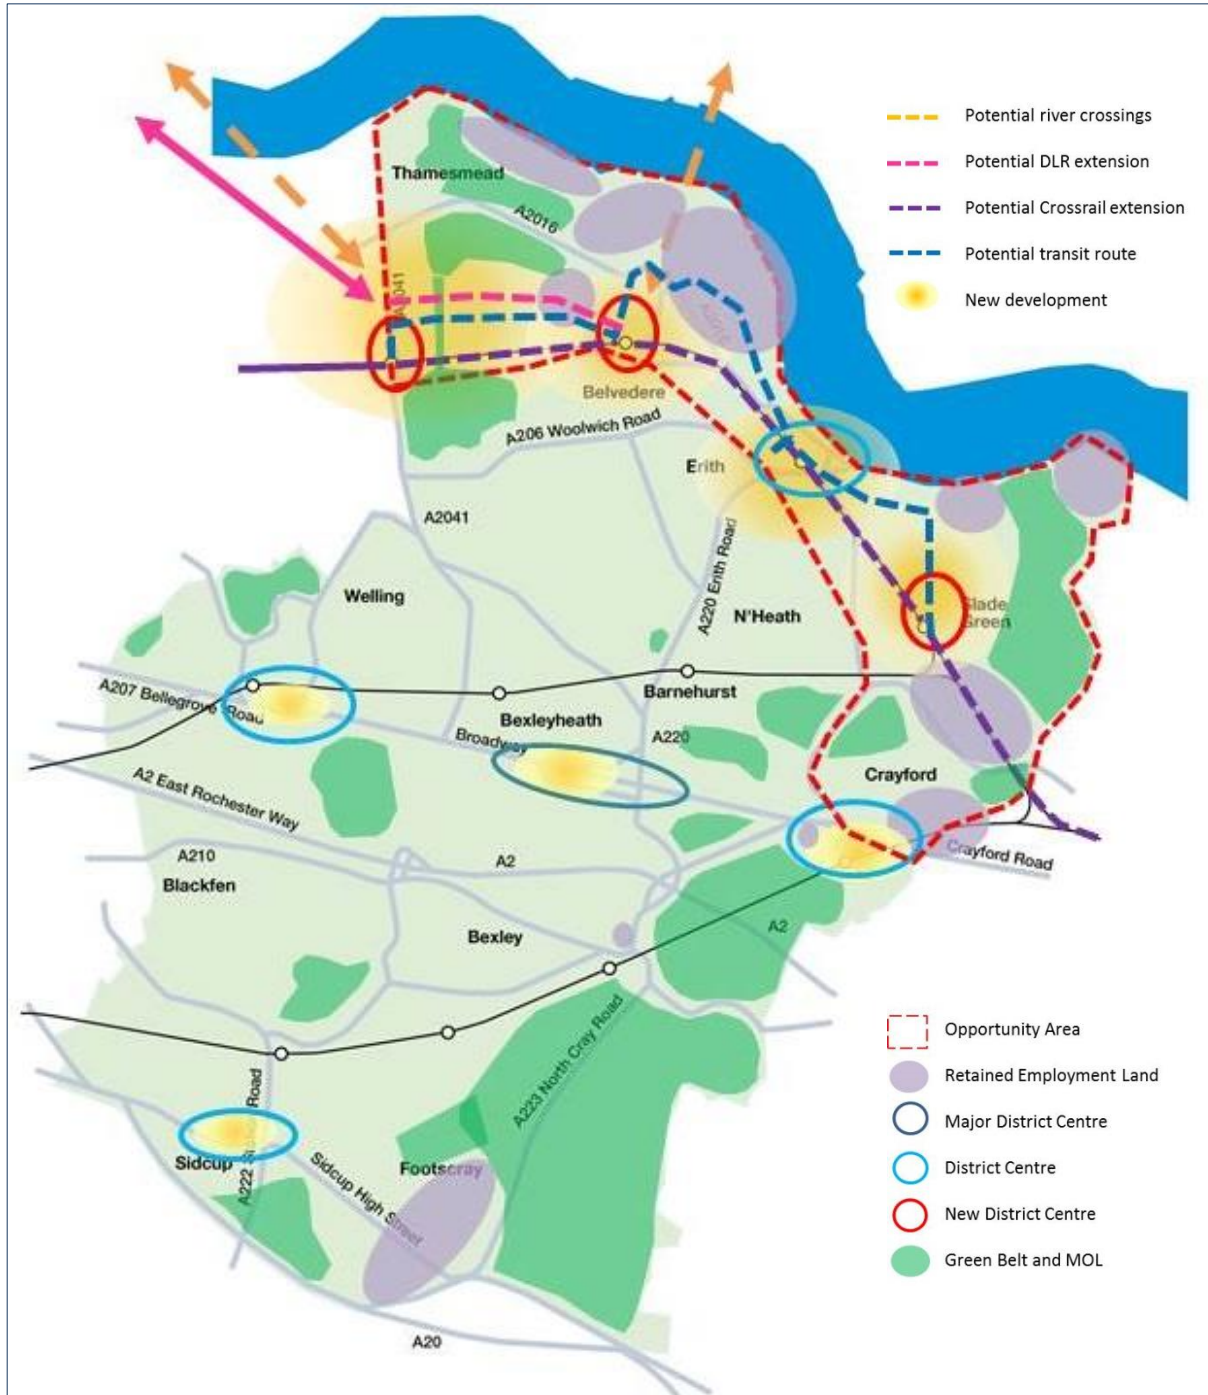 Potential river crossings
Potential DLR extension
Potential Crossrail extension
Potential transit route
New development
Thamesmead
A2016
A2041
Belvedere
A206 Woolwich Road
Erith
A2041
A220 Erith Road
Welling
N'Heath
Slade
Green
A207 Bellegrove Road
Barnehurst
Bexleyheath
Broadway
A220
Crayford
A2 East Rochester Way
Crayford Road
A210
A2
Blackfen
A2
Bexley
A223 North Cray Road
Opportunity Area
Retained Employment Land
Major District Centre
District Centre
New District Centre
Green Belt and MOL
A222
Road
Sidcup
Sidcup High Street
Footscray
A20